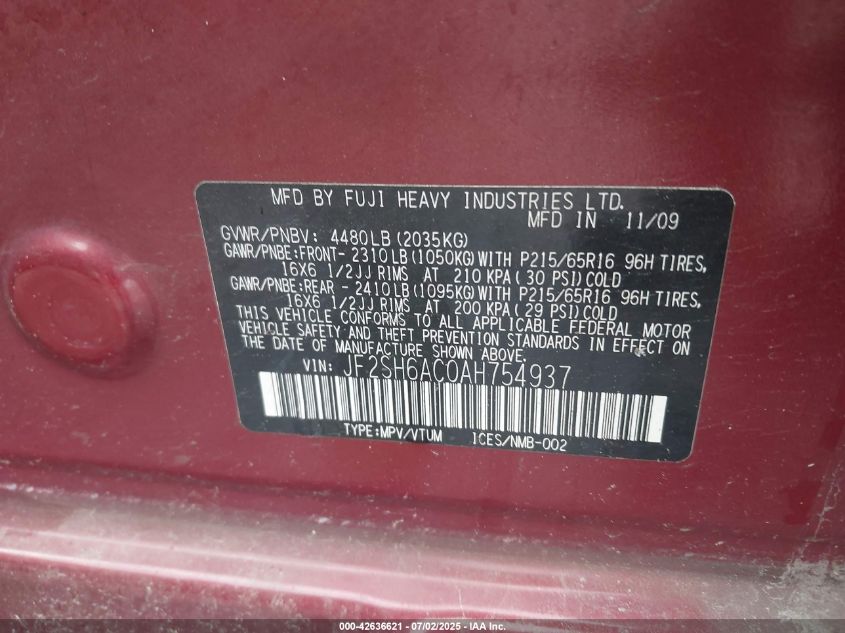 MFD BY FUJI HEAVY INDUSTRIES LTD.
MFD IN 11/09
GVWR/PNBV: 4480LB(2035KG)
GAWR/PNBE:FRONT- 2310LB(1050KG)WITH P215/65R16 96H TIRES,
16X6 1/2JJ RIMS AT 210 KPA(30 PSI)COLD
GAWR/PNBE:REAR - 2410LB(1095KG)WITH P215/65R16 96H TIRES,
16X6 1/2JJ RIMS AT 200 KPA(29 PSI)COLD
THIS VEHICLE CONFORMS TO ALL APPLICABLE FEDERAL MOTOR
VEHICLE SAFETY AND THEFT PREVENTION STANDARDS IN EFFECT ON
THE DATE OF MANUFACTURE SHOWN ABOVE.
VIN: JF2SH6AC0AH754937
TYPE:MPV/VTUM ICES/NMB-002
000-42636621 - 07/02/2025 - IAA Inc.